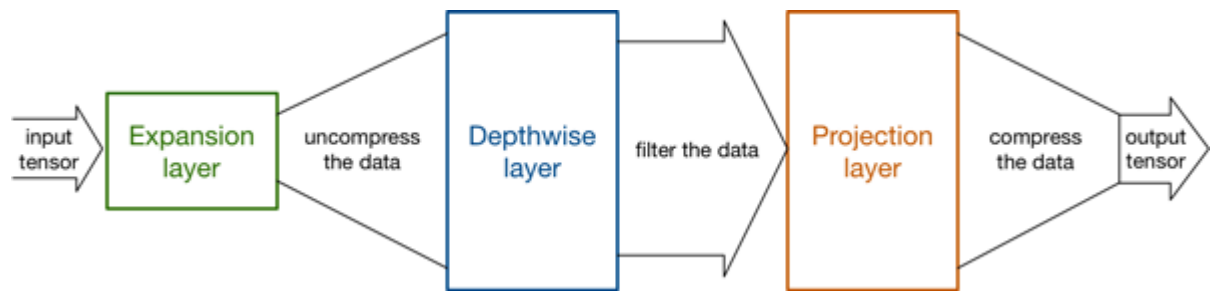 input
tensor
Expansion
layer
uncompress
the data
Depthwise
layer
filter the data
Projection
layer
compress
the data
output
tensor